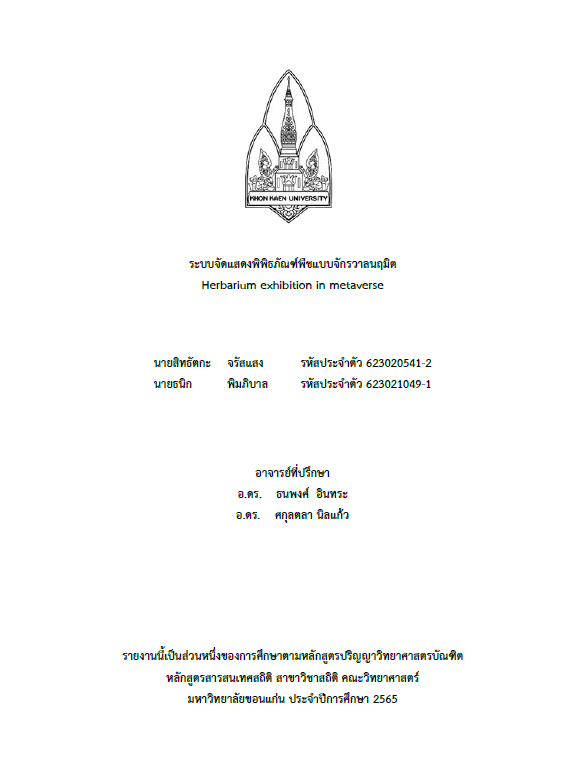 KHON KAEN UNIVERSITY
ระบบจัดแสดงพิพิธภัณฑ์พืชแบบจักรวาลนฤมิต
Herbarium exhibition in metaverse
นายสิทธัตถะ จรัสแสง รหัสประจำตัว 623020541-2
นายธนิก พิมภิบาล รหัสประจำตัว 623021049-1
อาจารย์ที่ปรึกษา
อ.ดร. ธนพงศ์ อินทระ
อ.ดร. ศกุลตลา นิลแก้ว
รายงานนี้เป็นส่วนหนึ่งของการศึกษาตามหลักสูตรปริญญาวิทยาศาสตรบัณฑิต
หลักสูตรสารสนเทศสถิติ สาขาวิชาสถิติ คณะวิทยาศาสตร์
มหาวิทยาลัยขอนแก่น ประจำปีการศึกษา 2565